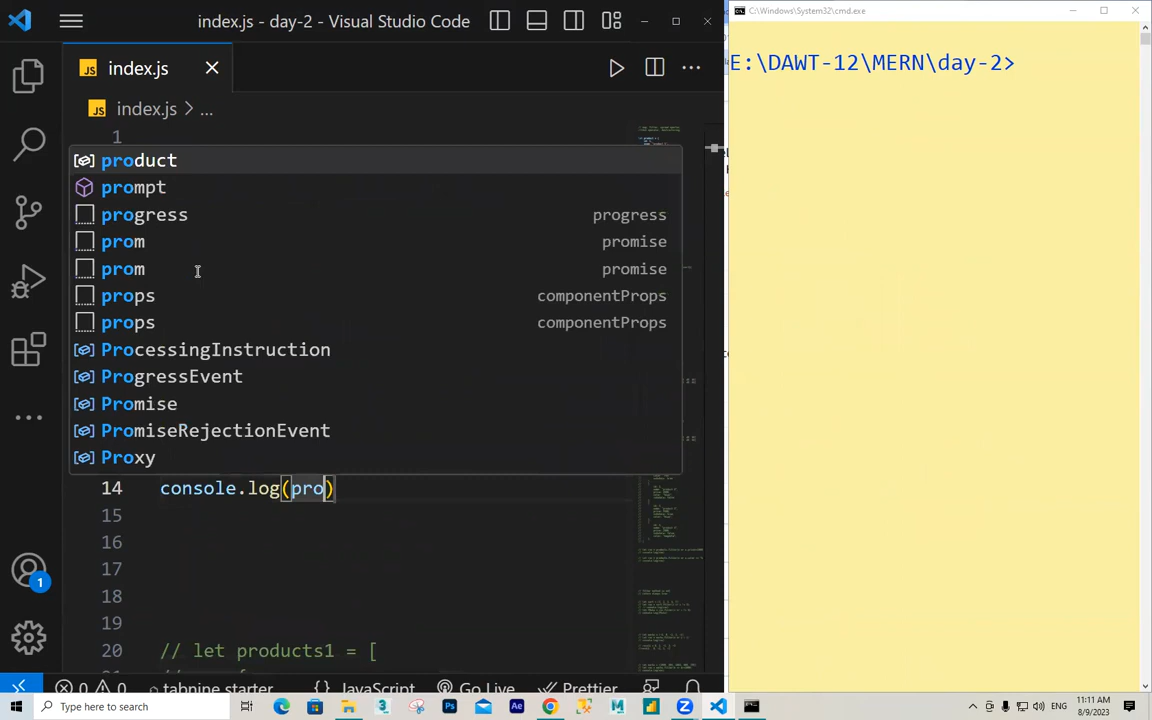 index.js - day-2 - Visual Studio Code
C:\Windows\System32\cmd.exe
index.js
index.js > ...
E:\DAWT-12\MERN\day-2>
1
product
prompt
progress progress
prom promise
prom promise
props componentProps
props componentProps
ProcessingInstruction
ProgressEvent
Promise
PromiseRejectionEvent
Proxy
14 console.log(pro)
15
16
17
18
19
20 // let products1 = [
1
0 0 tabnine starter {} JavaScript Go Live Prettier
Type here to search
ENG
11:11 AM
8/9/2023